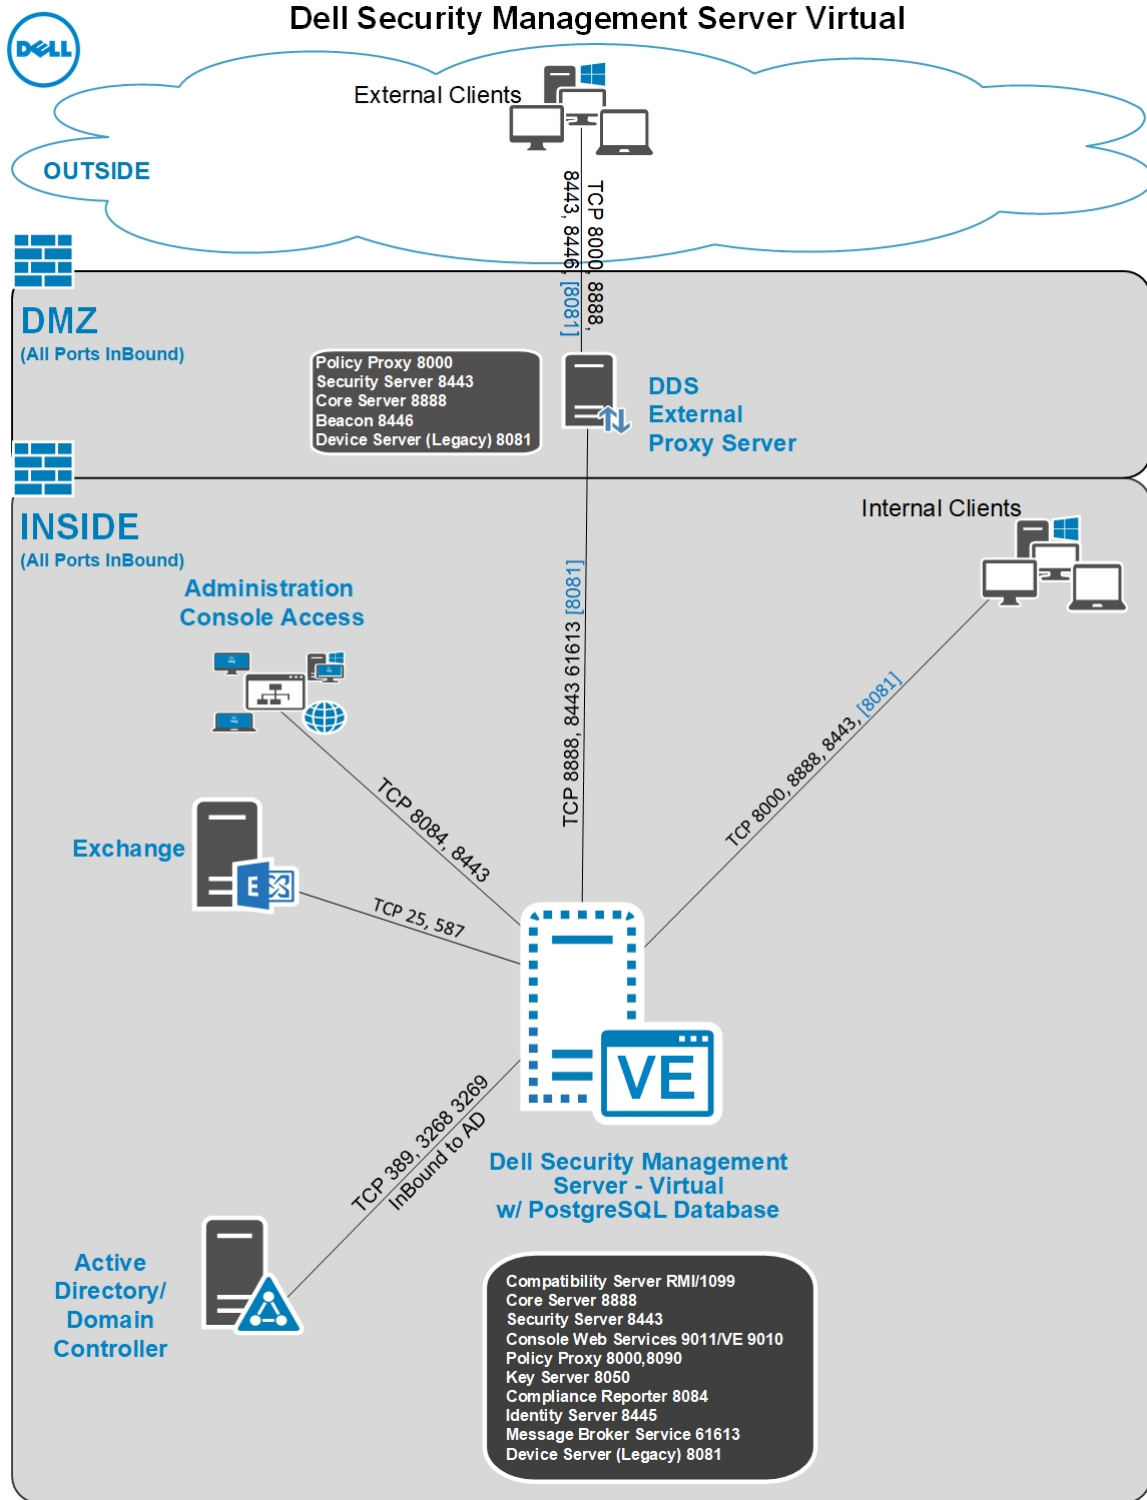 Dell Security Management Server Virtual
DELL
External Clients
OUTSIDE
TCP 8000, 8888,
8443, 8446, [8081]
DMZ
(All Ports InBound)
Policy Proxy 8000
Security Server 8443
Core Server 8888
Beacon 8446
Device Server (Legacy) 8081
DDS
External
Proxy Server
INSIDE
(All Ports InBound)
Internal Clients
Administration
Console Access
TCP 8888, 8443 61613 [8081]
TCP 8000, 8888, 8443, [8081]
TCP 8084, 8443
Exchange
E
TCP 25, 587
VE
TCP 389, 3268 3269
InBound to AD
Dell Security Management
Server - Virtual
w/ PostgreSQL Database
Active
Directory/
Domain
Controller
Compatibility Server RMI/1099
Core Server 8888
Security Server 8443
Console Web Services 9011/VE 9010
Policy Proxy 8000,8090
Key Server 8050
Compliance Reporter 8084
Identity Server 8445
Message Broker Service 61613
Device Server (Legacy) 8081